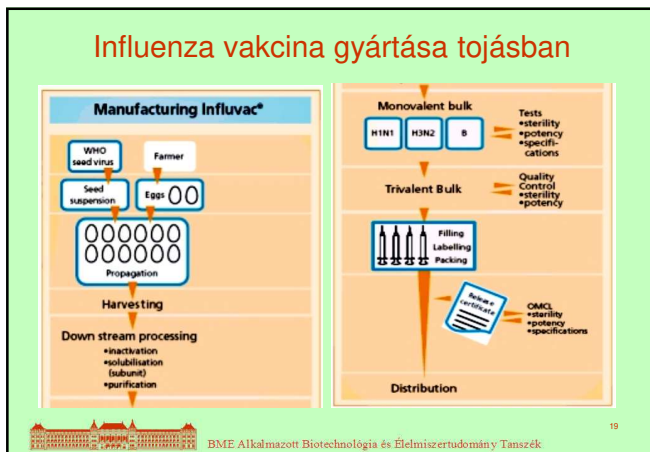 Influenza vakcina gyártása tojásban
Manufacturing Influvac®
WHO
seed virus
Farmer
Seed
suspension
Eggs
Propagation
Harvesting
Down stream processing
•inactivation
•solubilisation
(subunit)
•purification
Monovalent bulk
H1N1
H3N2
B
Tests
•sterility
•potency
•specifi-
cations
Trivalent Bulk
Quality
Control
•sterility
•potency
Filling
Labelling
Packing
Release
certificate
OMCL
•sterility
•potency
•specifications
Distribution
19
BME Alkalmazott Biotechnológia és Élelmiszertudomány Tanszék